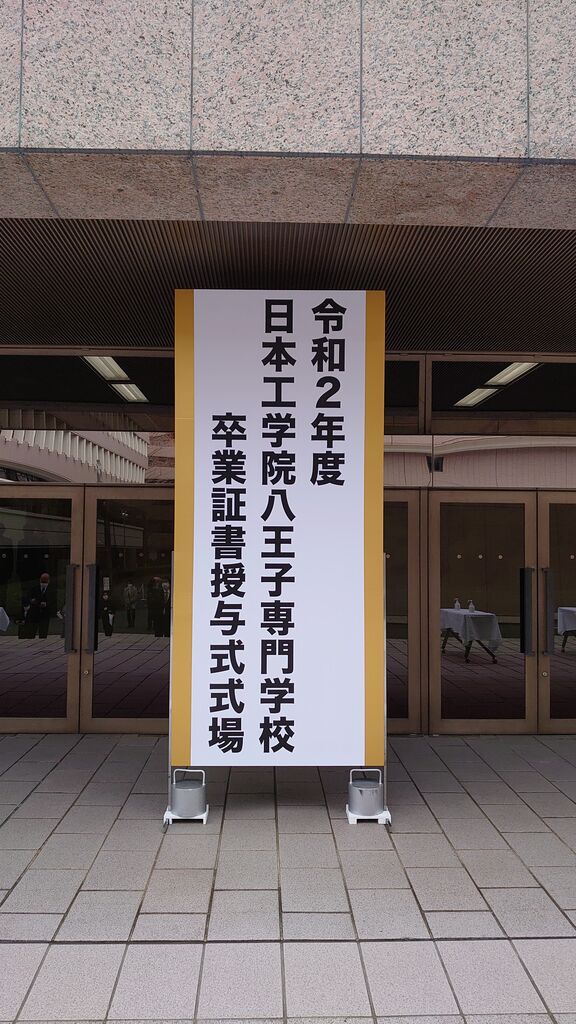 令和2年度
日本工学院八王子専門学校
卒業証書授与式式場